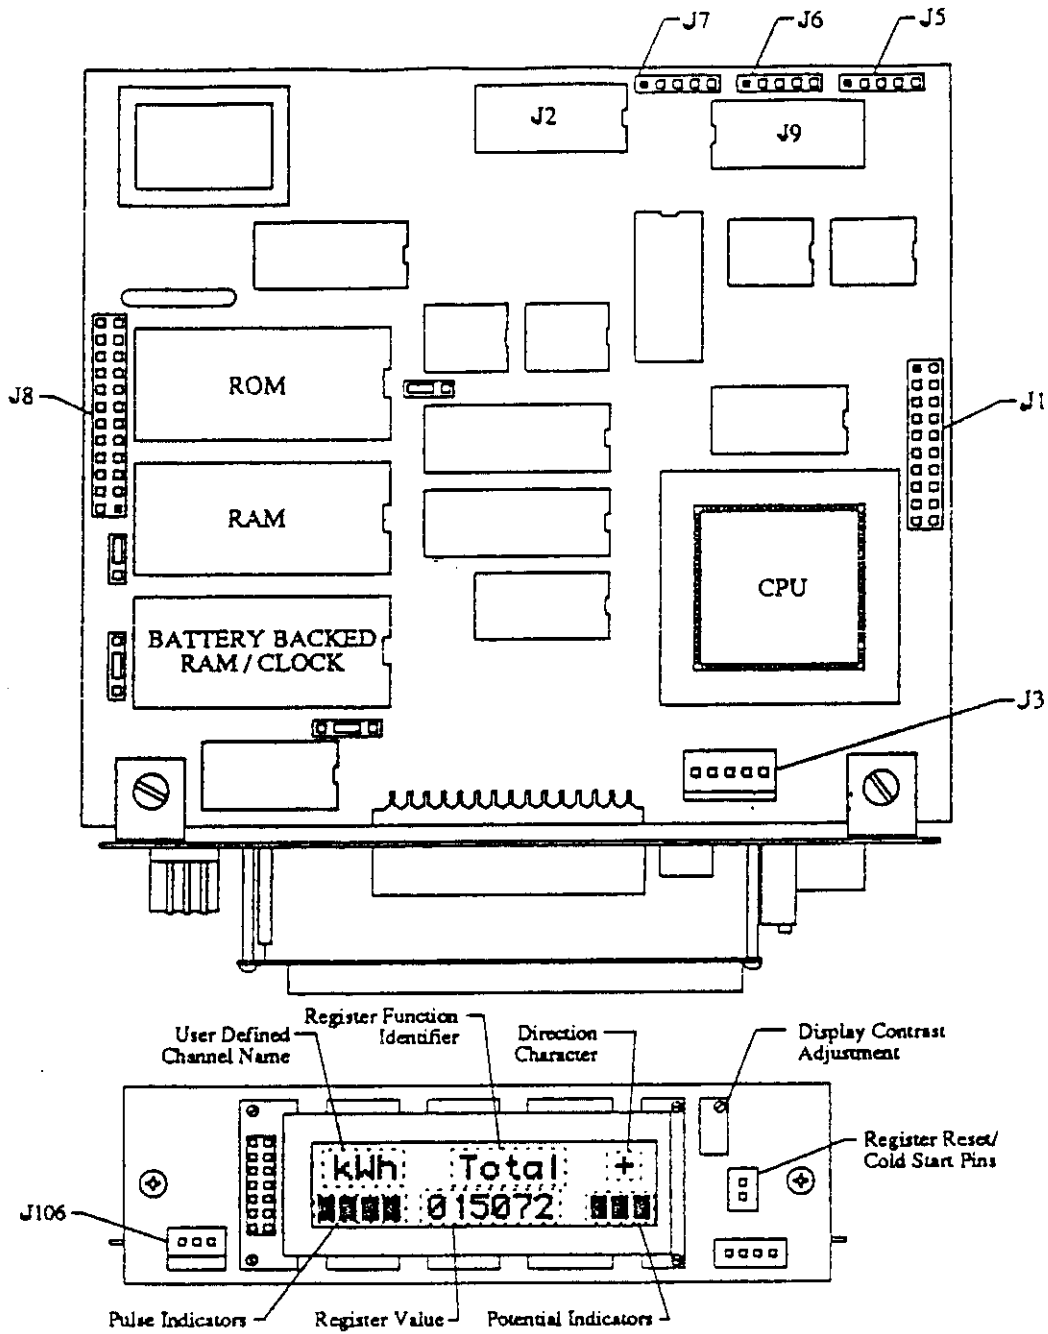 J7
J6
J5
J2
J9
J8
ROM
J1
RAM
CPU
BATTERY BACKED
RAM / CLOCK
J3
Register Function
Identifier
User Defined
Channel Name
Direction
Character
Display Contrast
Adjustment
Register Reset/
Cold Start Pins
kWh Total +
015072
J106
Pulse Indicators
Register Value
Potential Indicators